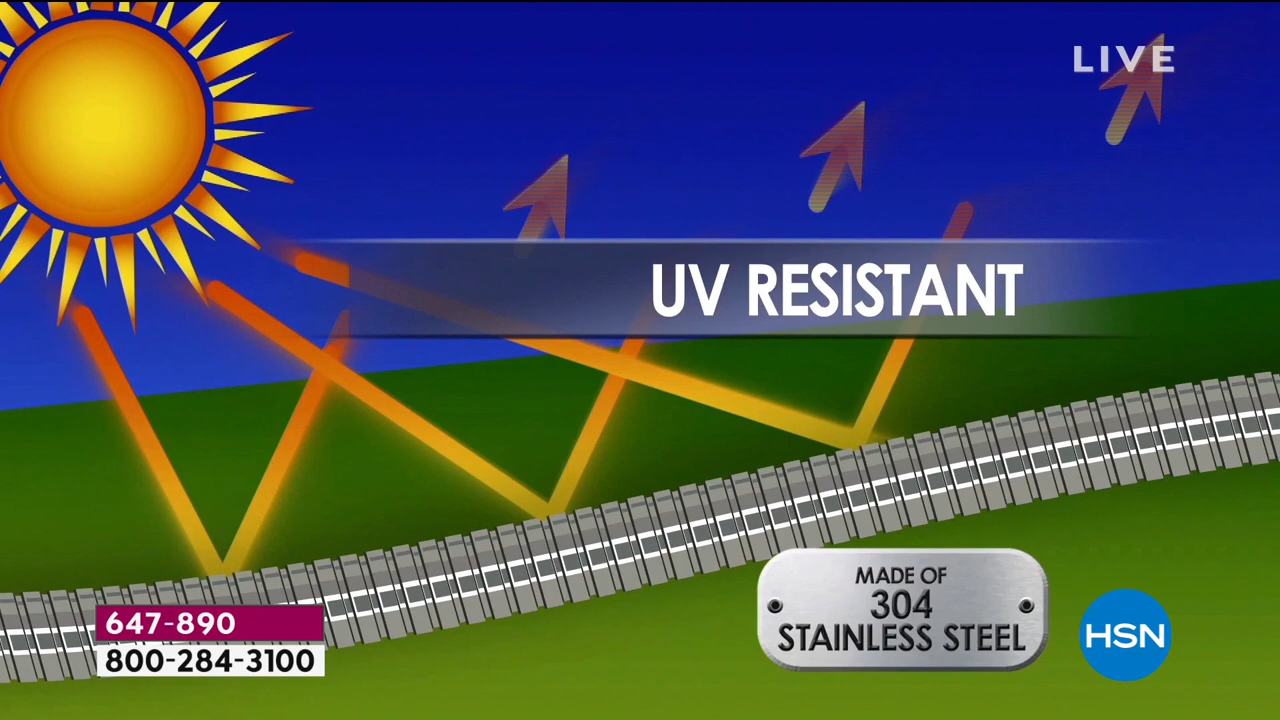 LIVE
UV RESISTANT
MADE OF
304
STAINLESS STEEL
647-890
800-284-3100
HSN